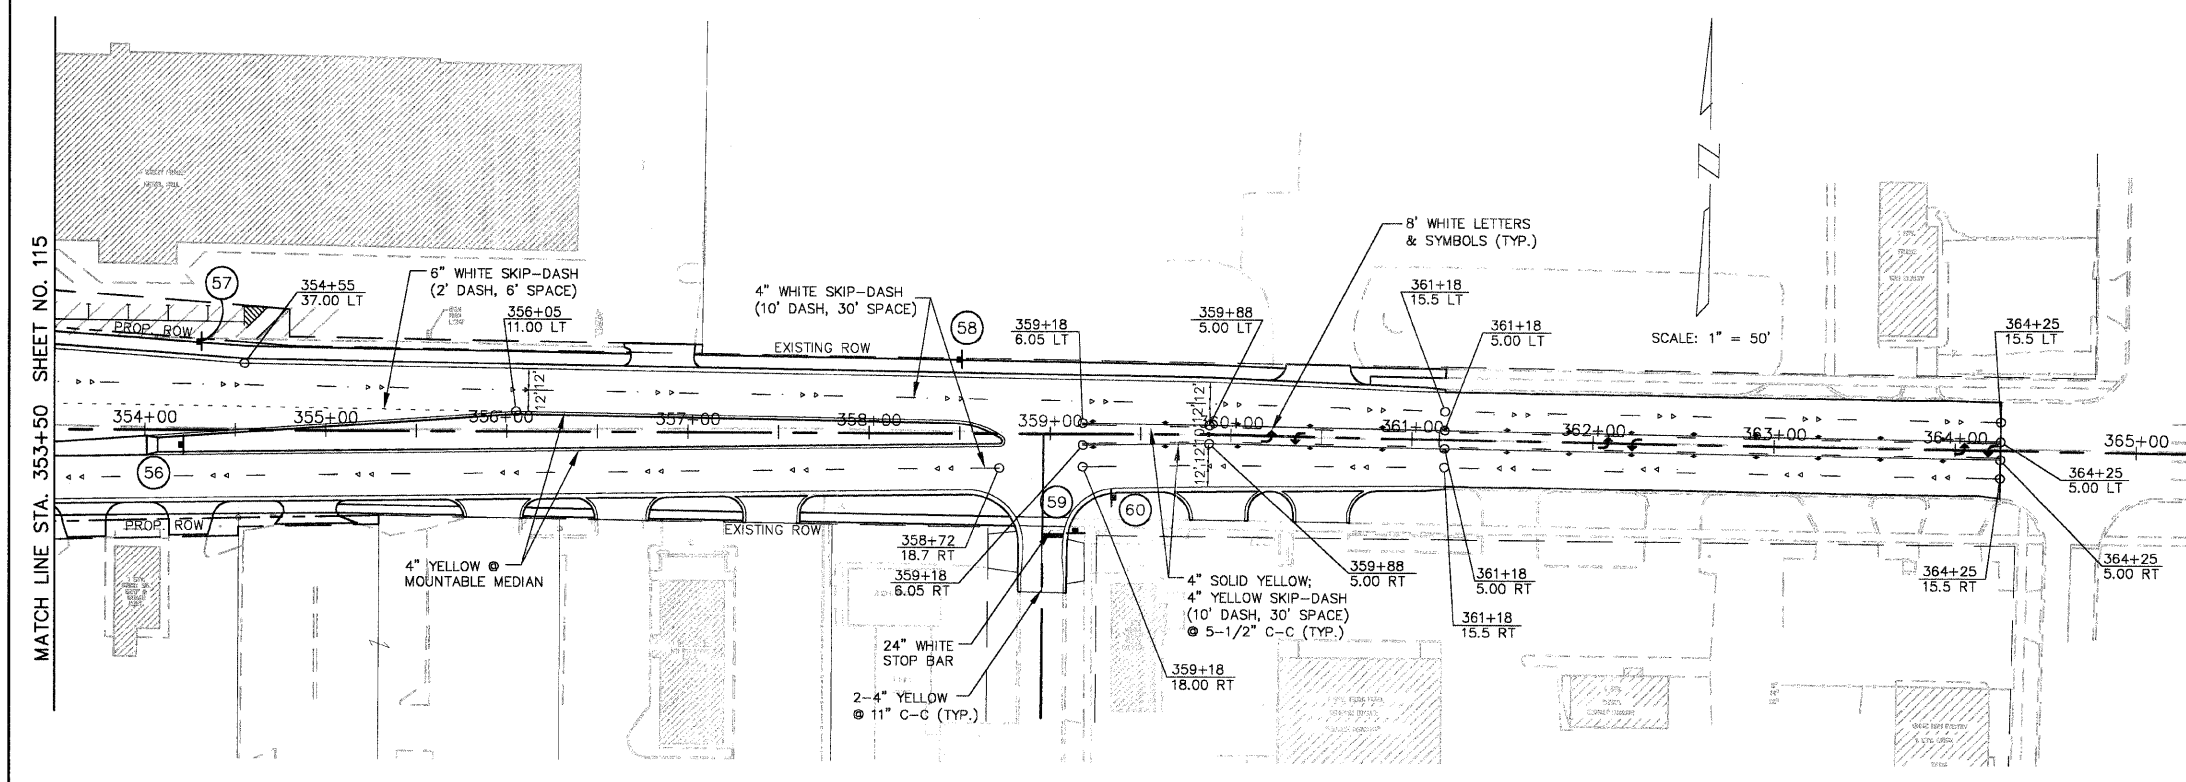 MATCH LINE STA. 353+50 SHEET NO. 115
57
354+55
37.00 LT
6" WHITE SKIP-DASH
(2' DASH, 6' SPACE)
356+05
11.00 LT
4" WHITE SKIP-DASH
(10' DASH, 30' SPACE)
58
359+18
6.05 LT
359+88
5.00 LT
8' WHITE LETTERS
& SYMBOLS (TYP.)
361+18
15.5 LT
361+18
5.00 LT
SCALE: 1" = 50'
364+25
15.5 LT
PROP. ROW
EXISTING ROW
12'
12'
12'
12'
10'
12'
12'
354+00
355+00
356+00
357+00
358+00
359+00
360+00
361+00
362+00
363+00
364+00
365+00
56
364+25
5.00 LT
PROP. ROW
EXISTING ROW
59
60
4" YELLOW @
MOUNTABLE MEDIAN
358+72
18.7 RT
359+18
6.05 RT
24" WHITE
STOP BAR
2-4" YELLOW
@ 11" C-C (TYP.)
4" SOLID YELLOW;
4" YELLOW SKIP-DASH
(10' DASH, 30' SPACE)
@ 5-1/2" C-C (TYP.)
359+18
18.00 RT
359+88
5.00 RT
361+18
5.00 RT
361+18
15.5 RT
364+25
15.5 RT
364+25
5.00 RT